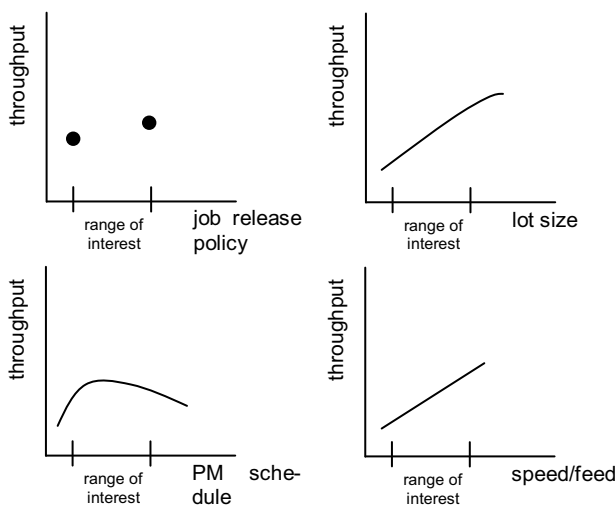 throughput
range of
interest
job release
policy
throughput
range of
interest
lot size
throughput
range of
interest
PM sche-
dule
throughput
range of
interest
speed/feed